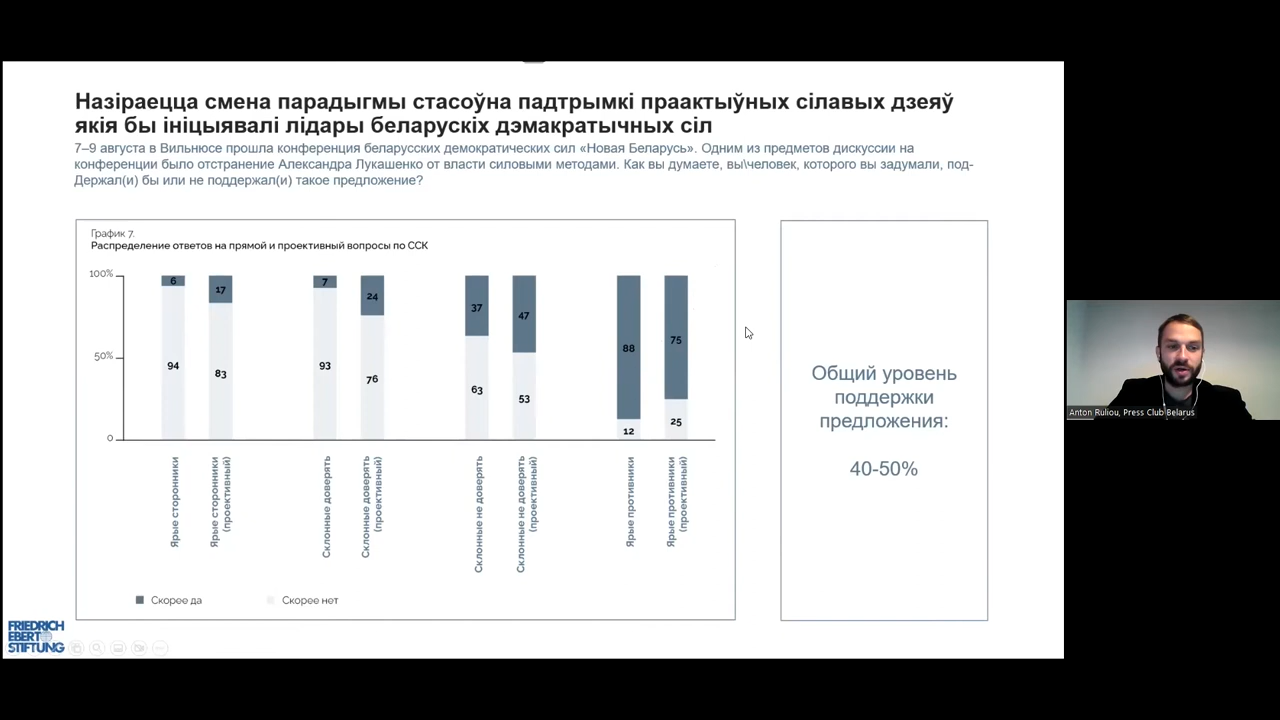 Назіраецца смена парадыгмы стасоўна падтрымкі праактыўных сілавых дзеяў
якія бы ініцыявалі лідары беларускіх дэмакратычных сіл
7–9 августа в Вильнюсе прошла конференция беларусских демократических сил «Новая Беларусь». Одним из предметов дискуссии на
конференции было отстранение Александра Лукашенко от власти силовыми методами. Как вы думаете, вы\человек, которого вы задумали, под-
Держал(и) бы или не поддержал(и) такое предложение?
График 7.
Распределение ответов на прямой и проективный вопросы по ССК
100%
50%
0
6
94
17
83
7
93
24
76
37
63
47
53
88
12
75
25
Ярые сторонники
Ярые сторонники
(проективный)
Склонные доверять
Склонные доверять
(проективный)
Склонные не доверять
Склонные не доверять
(проективный)
Ярые противники
Ярые противники
(проективный)
Скорее да
Скорее нет
Общий уровень
поддержки
предложения:
40-50%
FRIEDRICH
EBERT
STIFTUNG
Anton Ruliou, Press Club Belarus